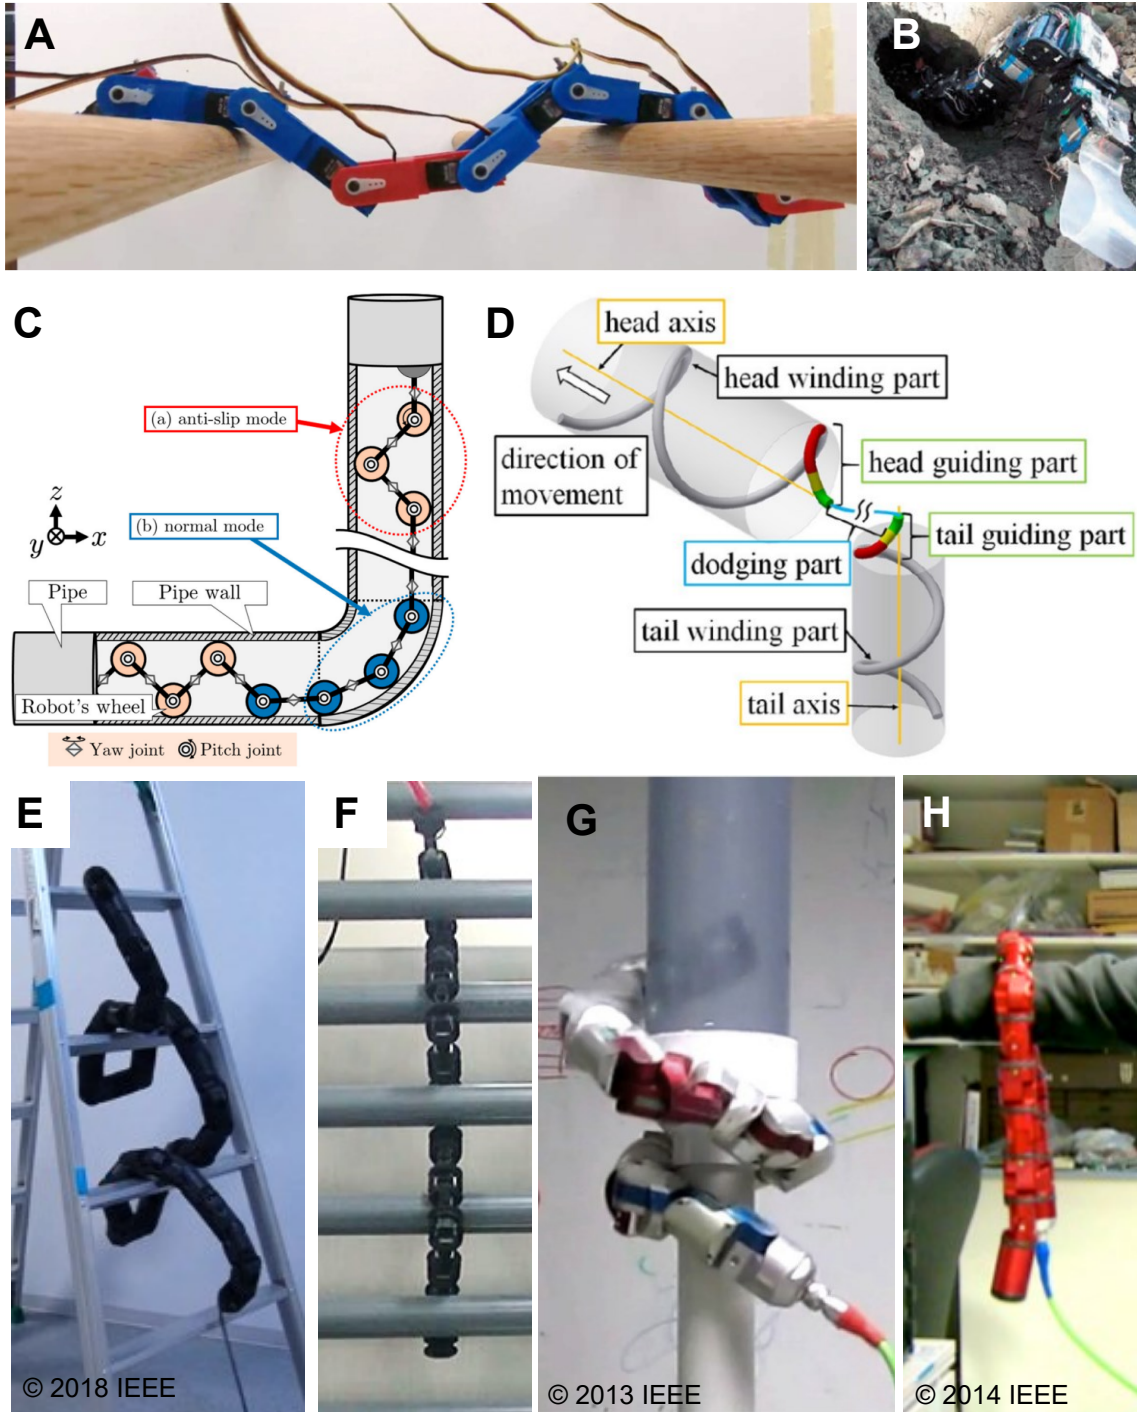 A
B
C
(a) anti-slip mode
(b) normal mode
z
y
x
Pipe
Pipe wall
Robot's wheel
Yaw joint
Pitch joint
D
head axis
head winding part
direction of
movement
head guiding part
tail guiding part
dodging part
tail winding part
tail axis
E
© 2018 IEEE
F
G
© 2013 IEEE
H
© 2014 IEEE